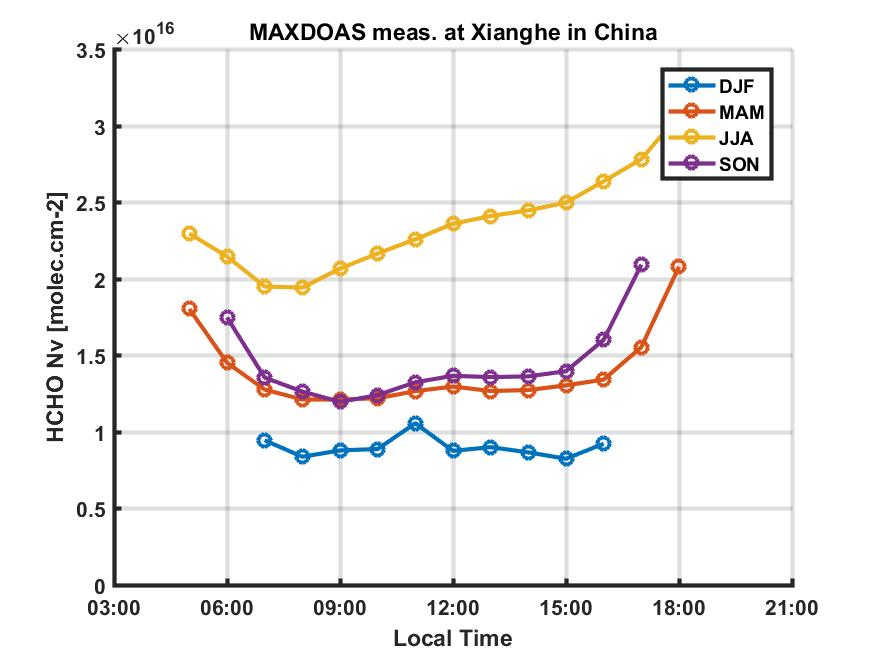 MAXDOAS meas. at Xianghe in China
×10^16
3.5
3
2.5
2
1.5
1
0.5
0
HCHO Nv [molec.cm-2]
DJF
MAM
JJA
SON
03:00 06:00 09:00 12:00 15:00 18:00 21:00
Local Time